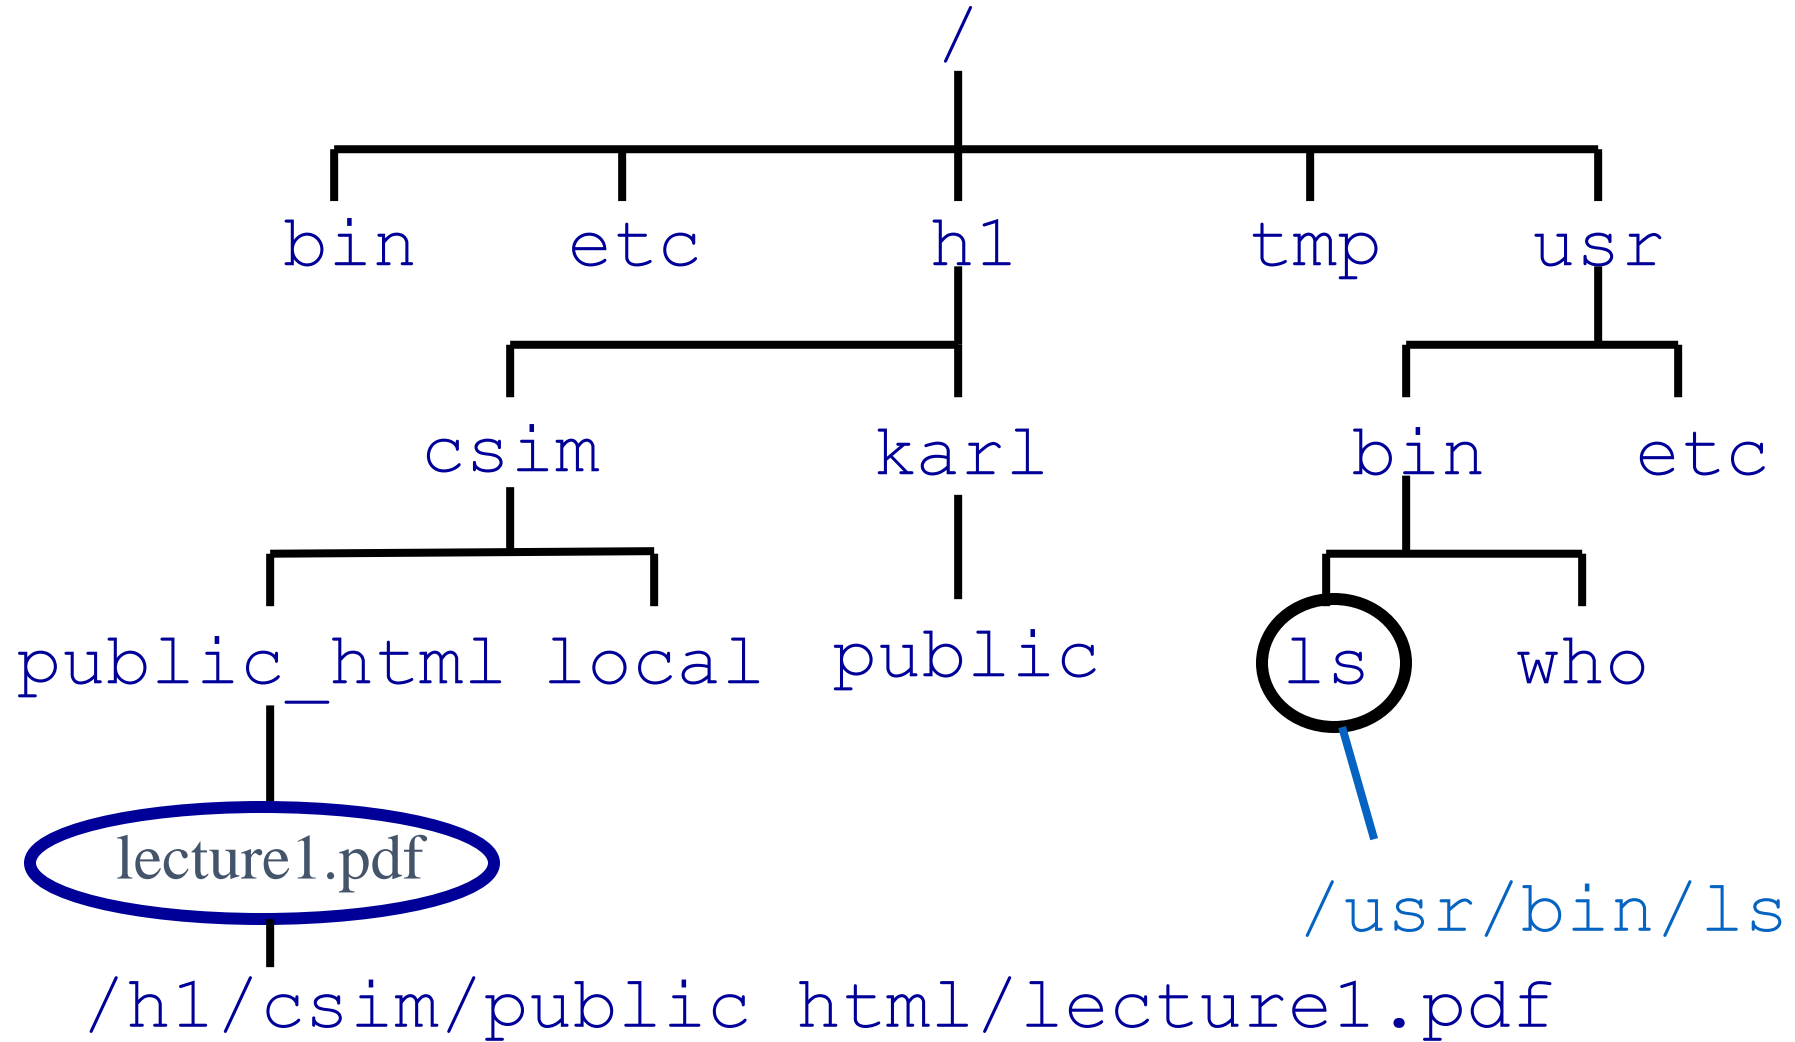 /
bin etc h1 tmp usr
csim karl bin etc
public_html local public ls who
lecture1.pdf
/usr/bin/ls
/h1/csim/public html/lecture1.pdf